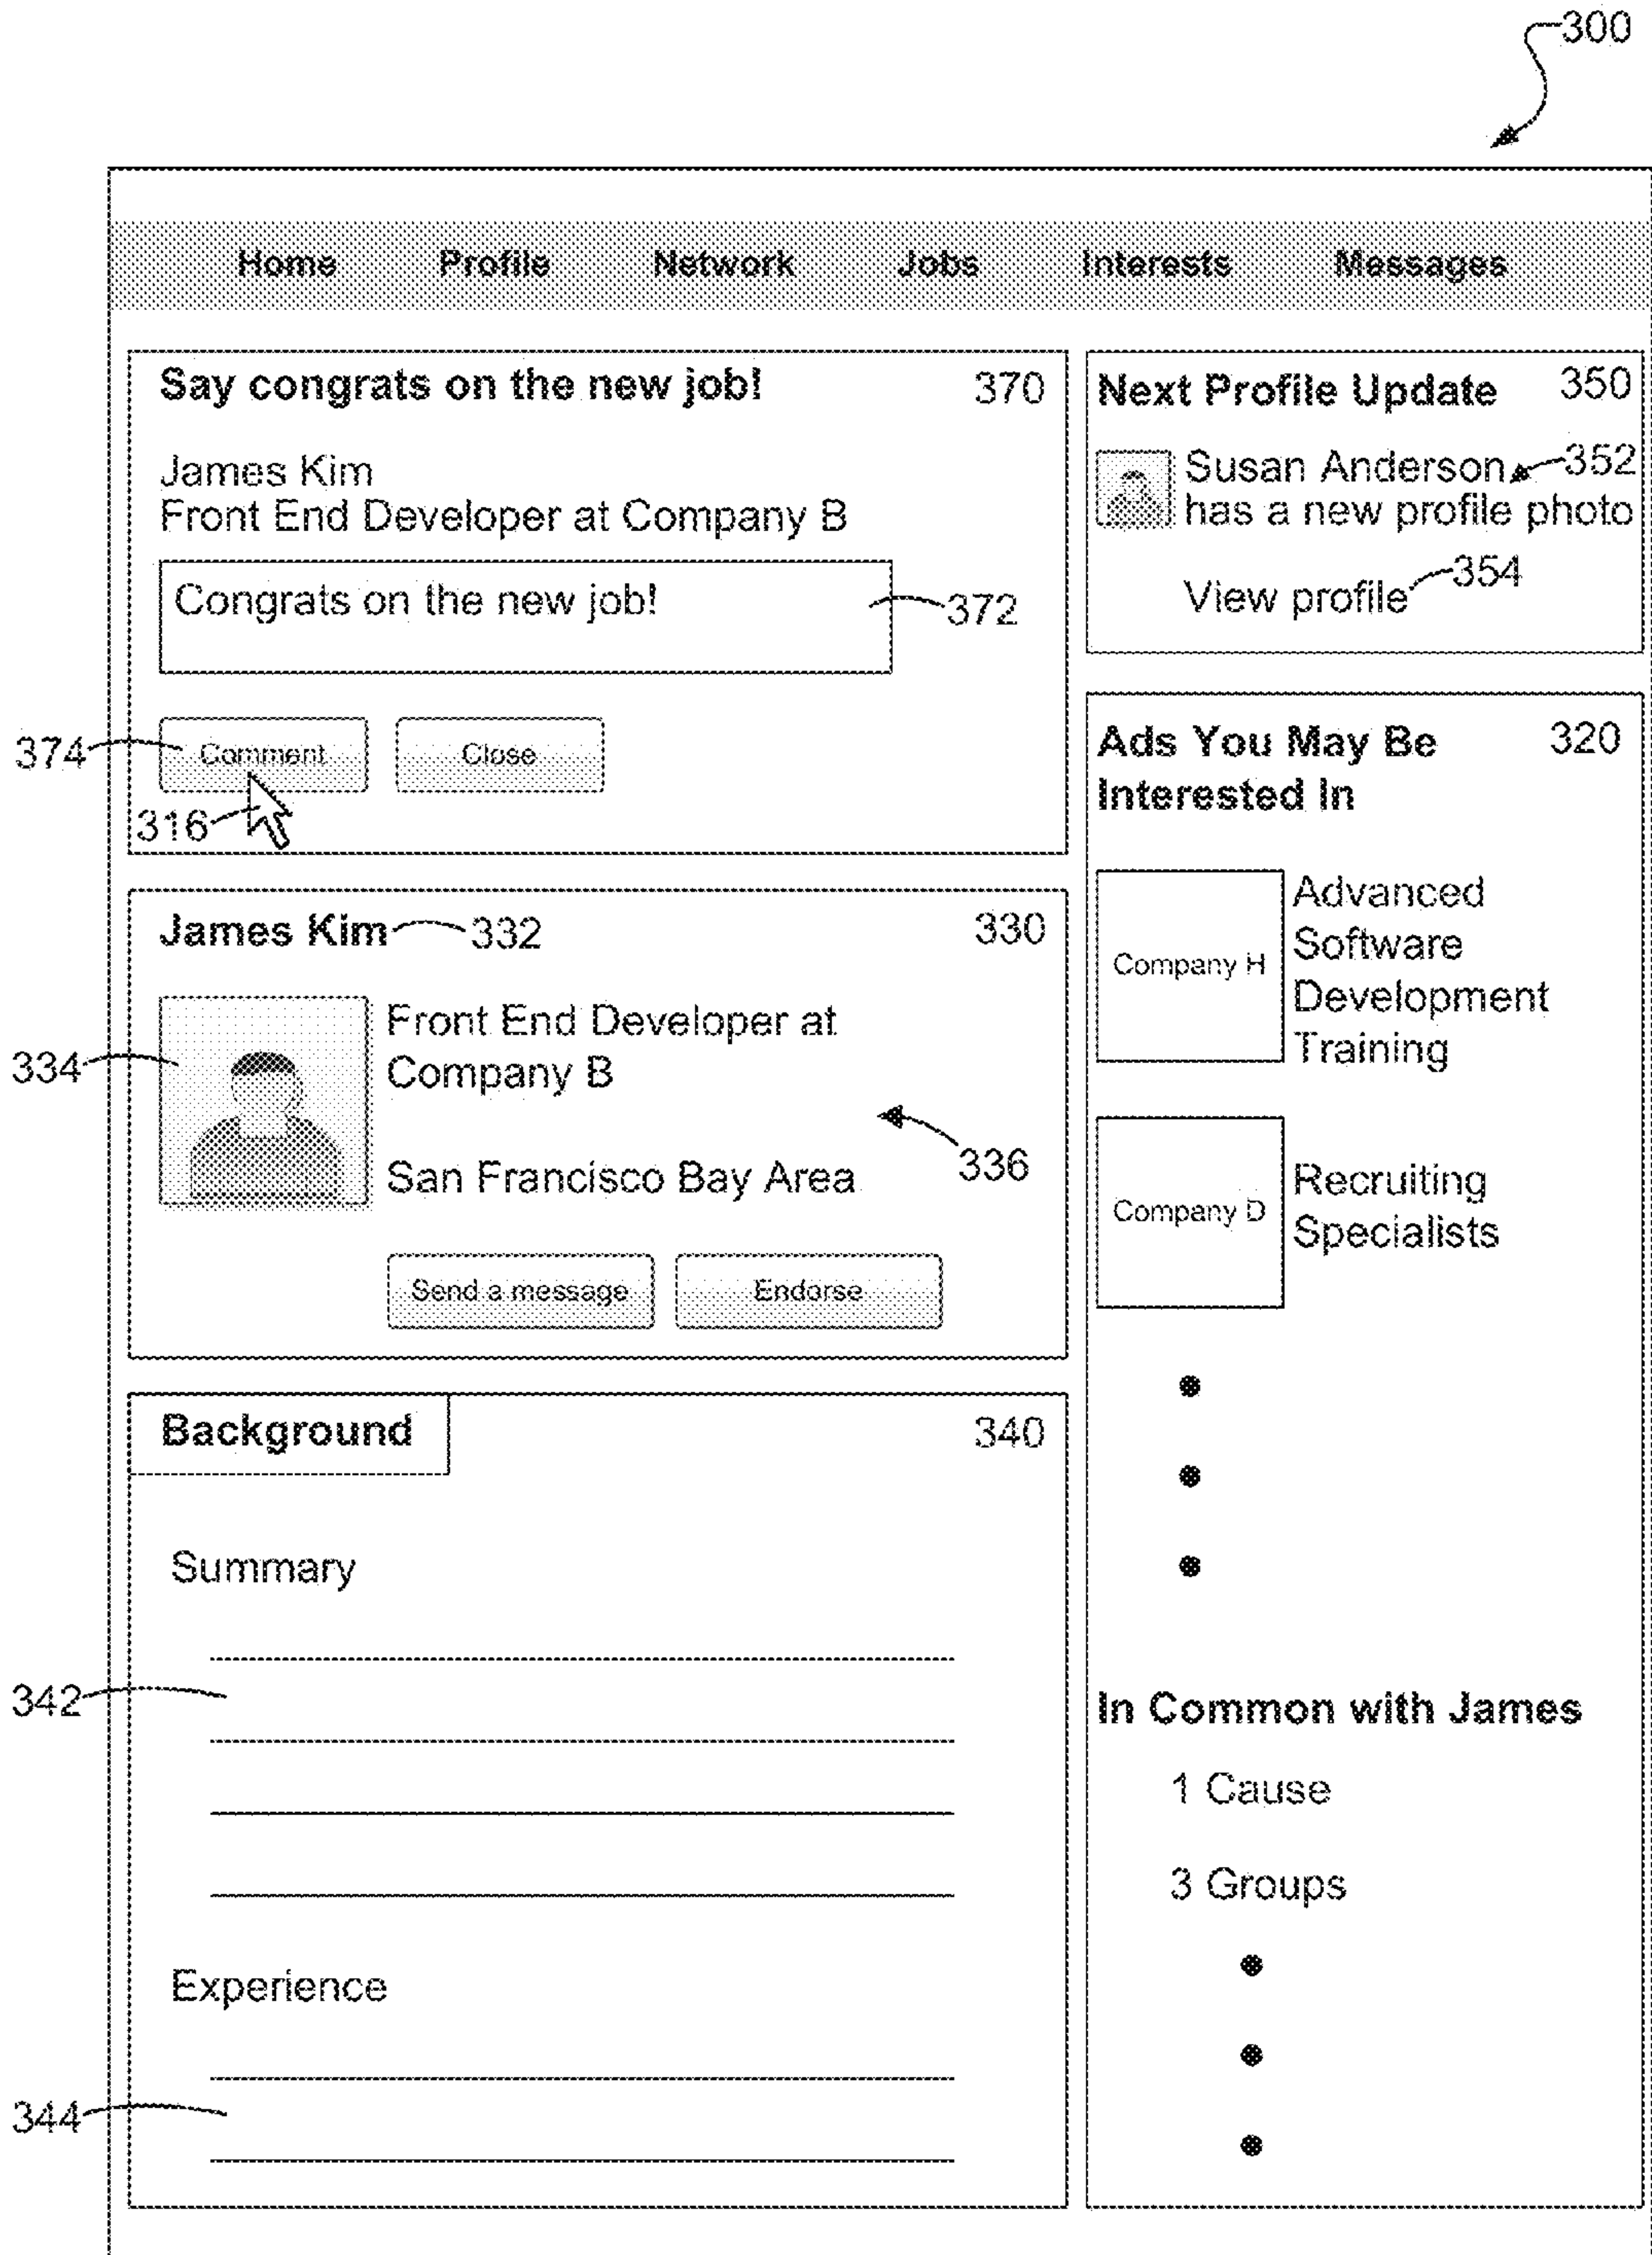 300
Home Profile Network Jobs Interests Messages
Say congrats on the new job! 370
James Kim
Front End Developer at Company B
Congrats on the new job!
372
374
Comment Close
316
James Kim 332 330
334
Front End Developer at
Company B
336
San Francisco Bay Area
Send a message Endorse
Background 340
Summary
342
Experience
344
Next Profile Update 350
Susan Anderson 352
has a new profile photo
354
View profile
Ads You May Be 320
Interested In
Company H
Advanced
Software
Development
Training
Company D
Recruiting
Specialists
In Common with James
1 Cause
3 Groups